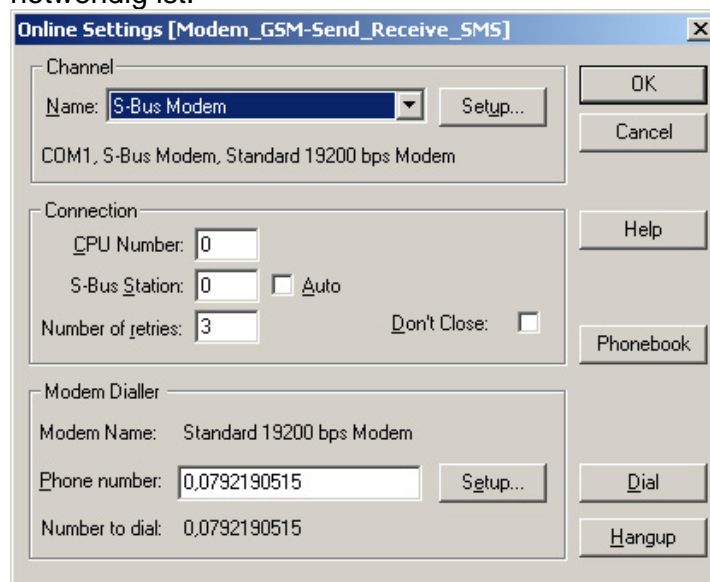 notwendig ist.
Online Settings [Modem_GSM-Send_Receive_SMS]
Channel
Name: S-Bus Modem Setup...
COM1, S-Bus Modem, Standard 19200 bps Modem
OK
Cancel
Connection
CPU Number: 0
S-Bus Station: 0 Auto
Number of retries: 3 Don't Close:
Help
Phonebook
Modem Dialler
Modem Name: Standard 19200 bps Modem
Phone number: 0,0792190515 Setup...
Number to dial: 0,0792190515
Dial
Hangup